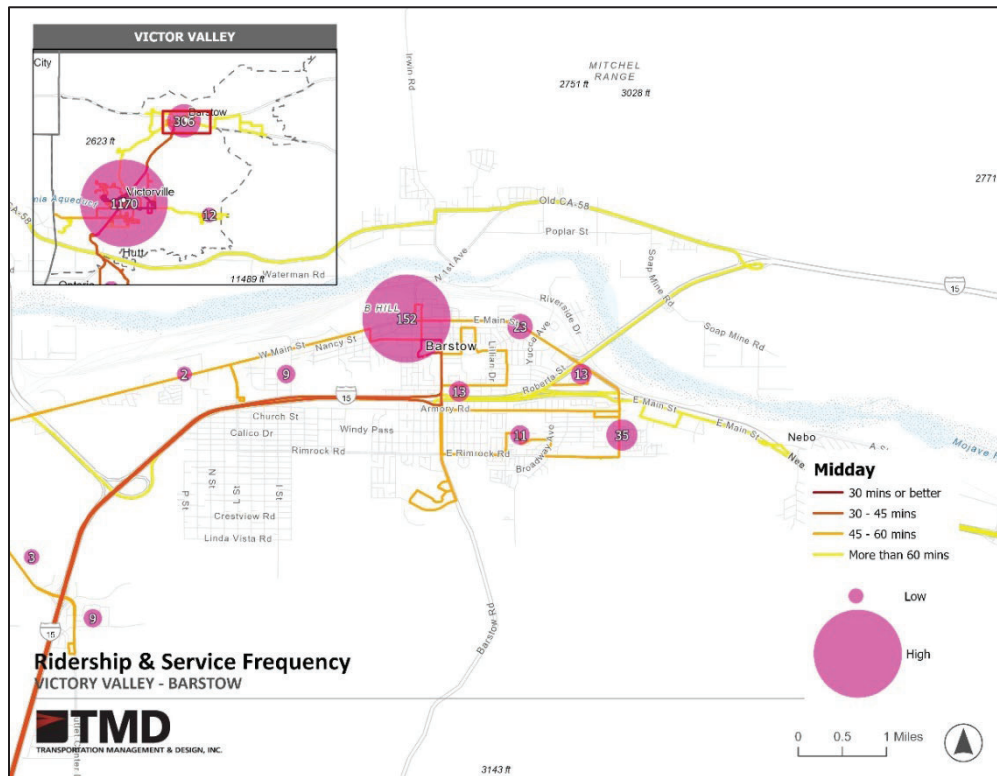 VICTOR VALLEY
City
Barstow
306
2623 ft
Victorville
1170
12
CA-58
Hutt
11489 ft
Irwin Rd
MITCHEL
RANGE
2751 ft
3028 ft
2771
Old CA-58
Poplar St
Waterman Rd
N 1st Ave
Soap Mine Rd
15
Riverside Dr
B HILL
152
E Main St
23
Yucca Ave
Soap Mine Rd
W Main St
Nancy St
Barstow
Lillian Dr
2
9
13
Roberta St
13
15
Armory Rd
E Main St
E Main St
Church St
Calico Dr
Windy Pass
11
35
Rimrock Rd
E Rimrock Rd
Broadway Ave
Nebo
Mojave
N St
L St
I St
P St
Crestview Rd
Linda Vista Rd
3
9
15
Barstow Rd
Midday
30 mins or better
30 - 45 mins
45 - 60 mins
More than 60 mins
Low
High
Ridership & Service Frequency
VICTORY VALLEY - BARSTOW
TMD
TRANSPORTATION MANAGEMENT & DESIGN, INC.
0 0.5 1 Miles
3143 ft